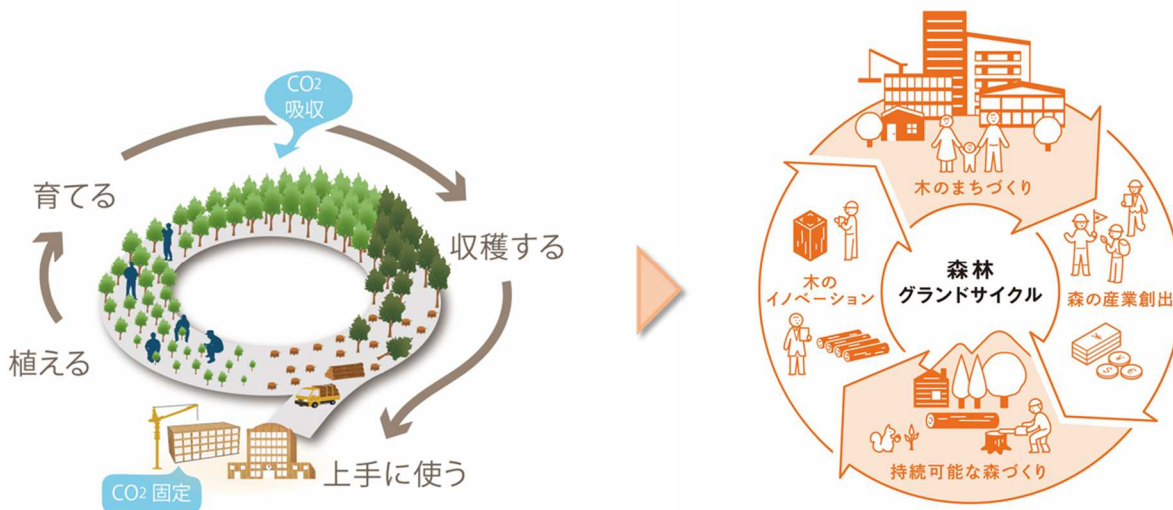 CO2
吸収
育てる
収穫する
植える
上手に使う
CO2 固定
木のまちづくり
木の
イノベーション
森林
グランドサイクル
森の産業創出
¥
$
£
€
持続可能な森づくり